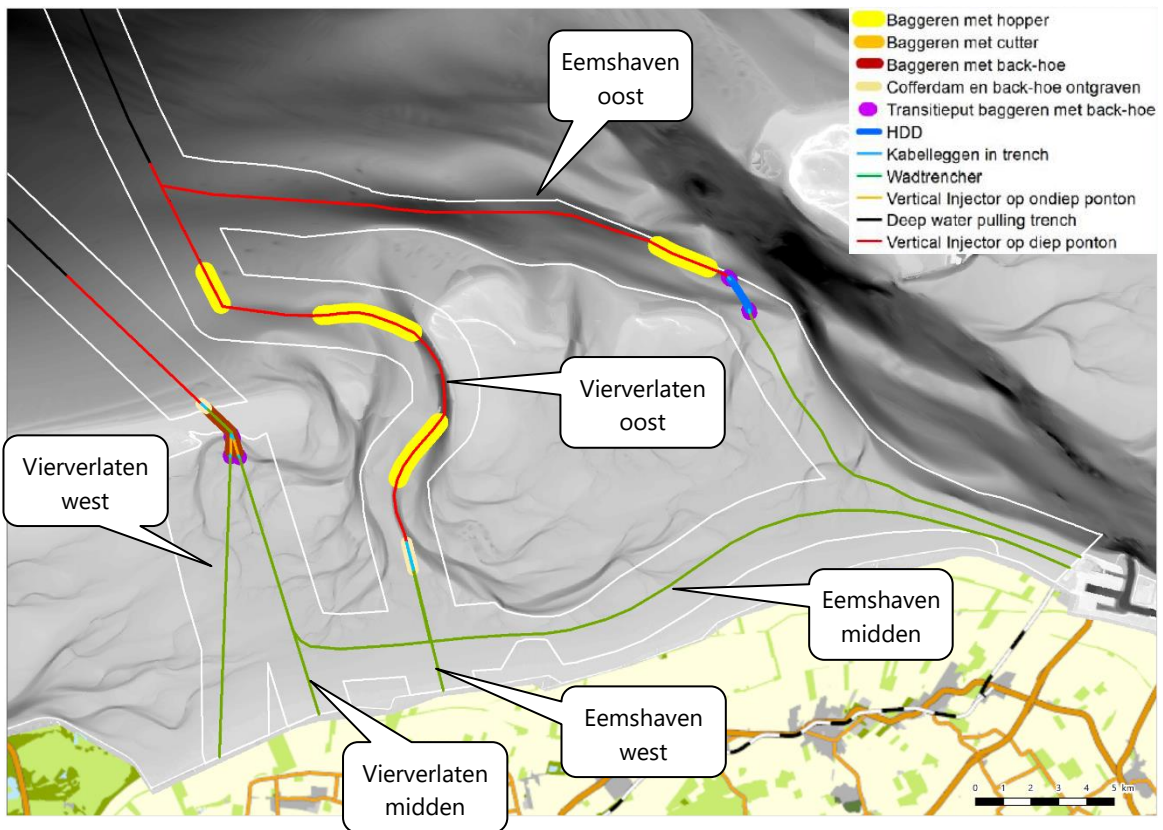 Baggeren met hopper
Baggeren met cutter
Baggeren met back-hoe
Cofferdam en back-hoe ontgraven
Transitieput baggeren met back-hoe
HDD
Kabelleggen in trench
Wadtrencher
Vertical Injector op ondiep ponton
Deep water pulling trench
Vertical Injector op diep ponton
Eemshaven
oost
Vierverlaten
oost
Vierverlaten
west
Eemshaven
midden
Eemshaven
west
Vierverlaten
midden
0 1 2 3 4 5 km